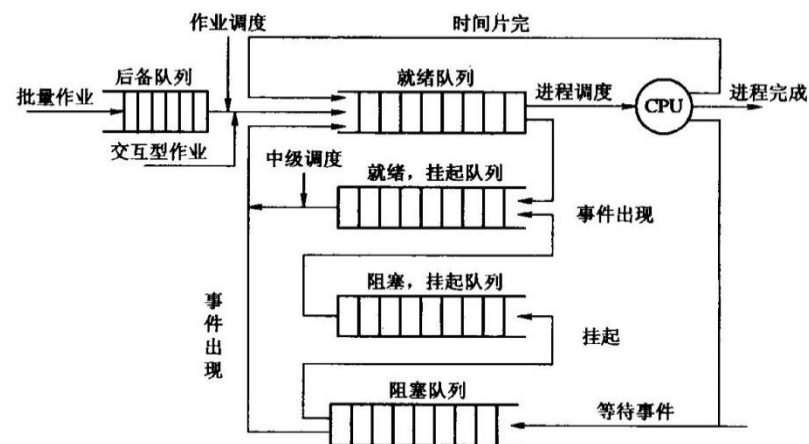 作业调度
时间片完
后备队列
就绪队列
批量作业
进程调度
CPU
进程完成
交互型作业
中级调度
就绪，挂起队列
事件出现
阻塞，挂起队列
事件出现
挂起
阻塞队列
等待事件